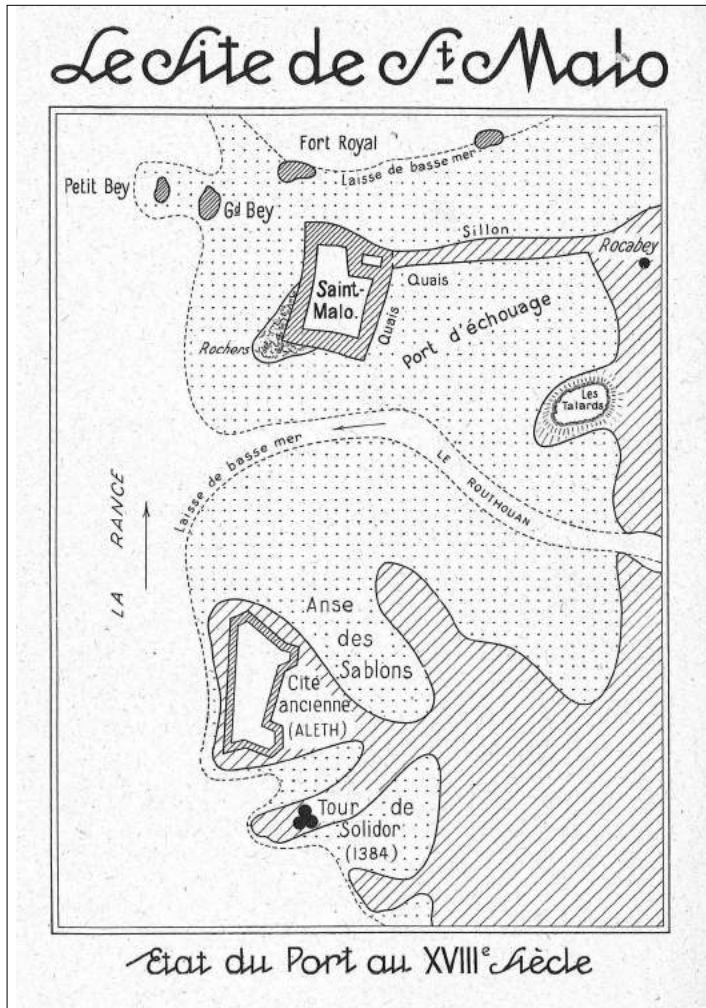 Le Site de St Malo
Fort Royal
Laisse de basse mer
Petit Bey
Gd Bey
Sillon
Rocabey
Saint-
Malo.
Quais
Quais
Port d'échouage
Rochers
Les
Talards
Laisse de basse mer
LE ROUTHOUAN
LA RANCE
Anse
des
Sablons
Cité
ancienne
(ALETH)
Tour de
Solidor
(1384)
Etat du Port au XVIIIe Siècle